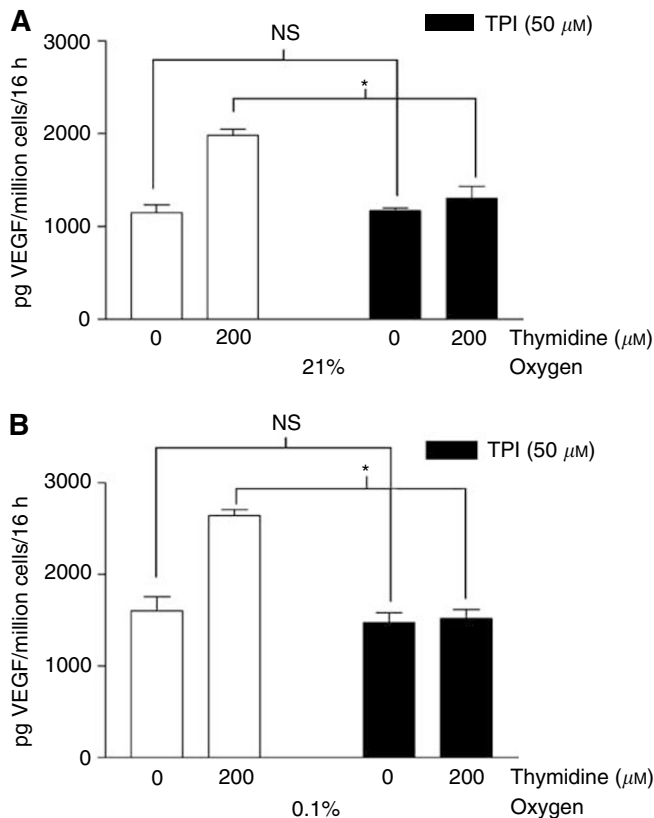 A
TPI (50 μM)
NS
*
pg VEGF/million cells/16 h
3000
2000
1000
0
0 200 0 200 Thymidine (μM)
21% Oxygen
B
NS
TPI (50 μM)
*
pg VEGF/million cells/16 h
3000
2000
1000
0
0 200 0 200 Thymidine (μM)
0.1% Oxygen